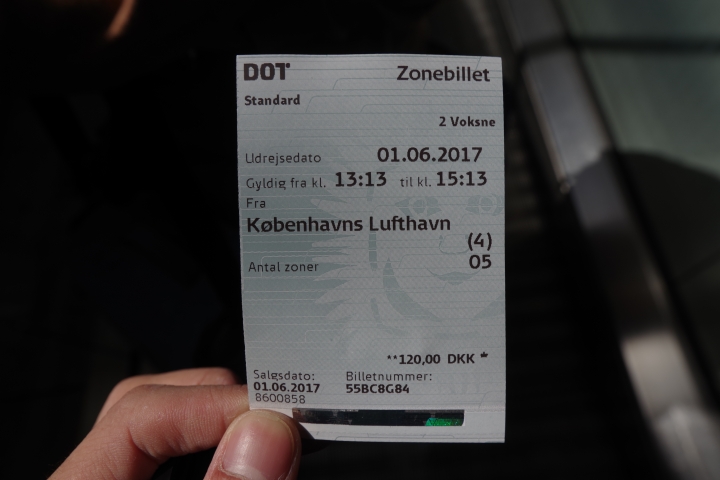 DOT Zonebillet
Standard
2 Voksne
Udrejsedato 01.06.2017
Gyldig fra kl. 13:13 til kl. 15:13
Fra
Københavns Lufthavn
(4)
Antal zoner 05
**120,00 DKK *
Salgsdato: Billetnummer:
01.06.2017 55BC8G84
8600858